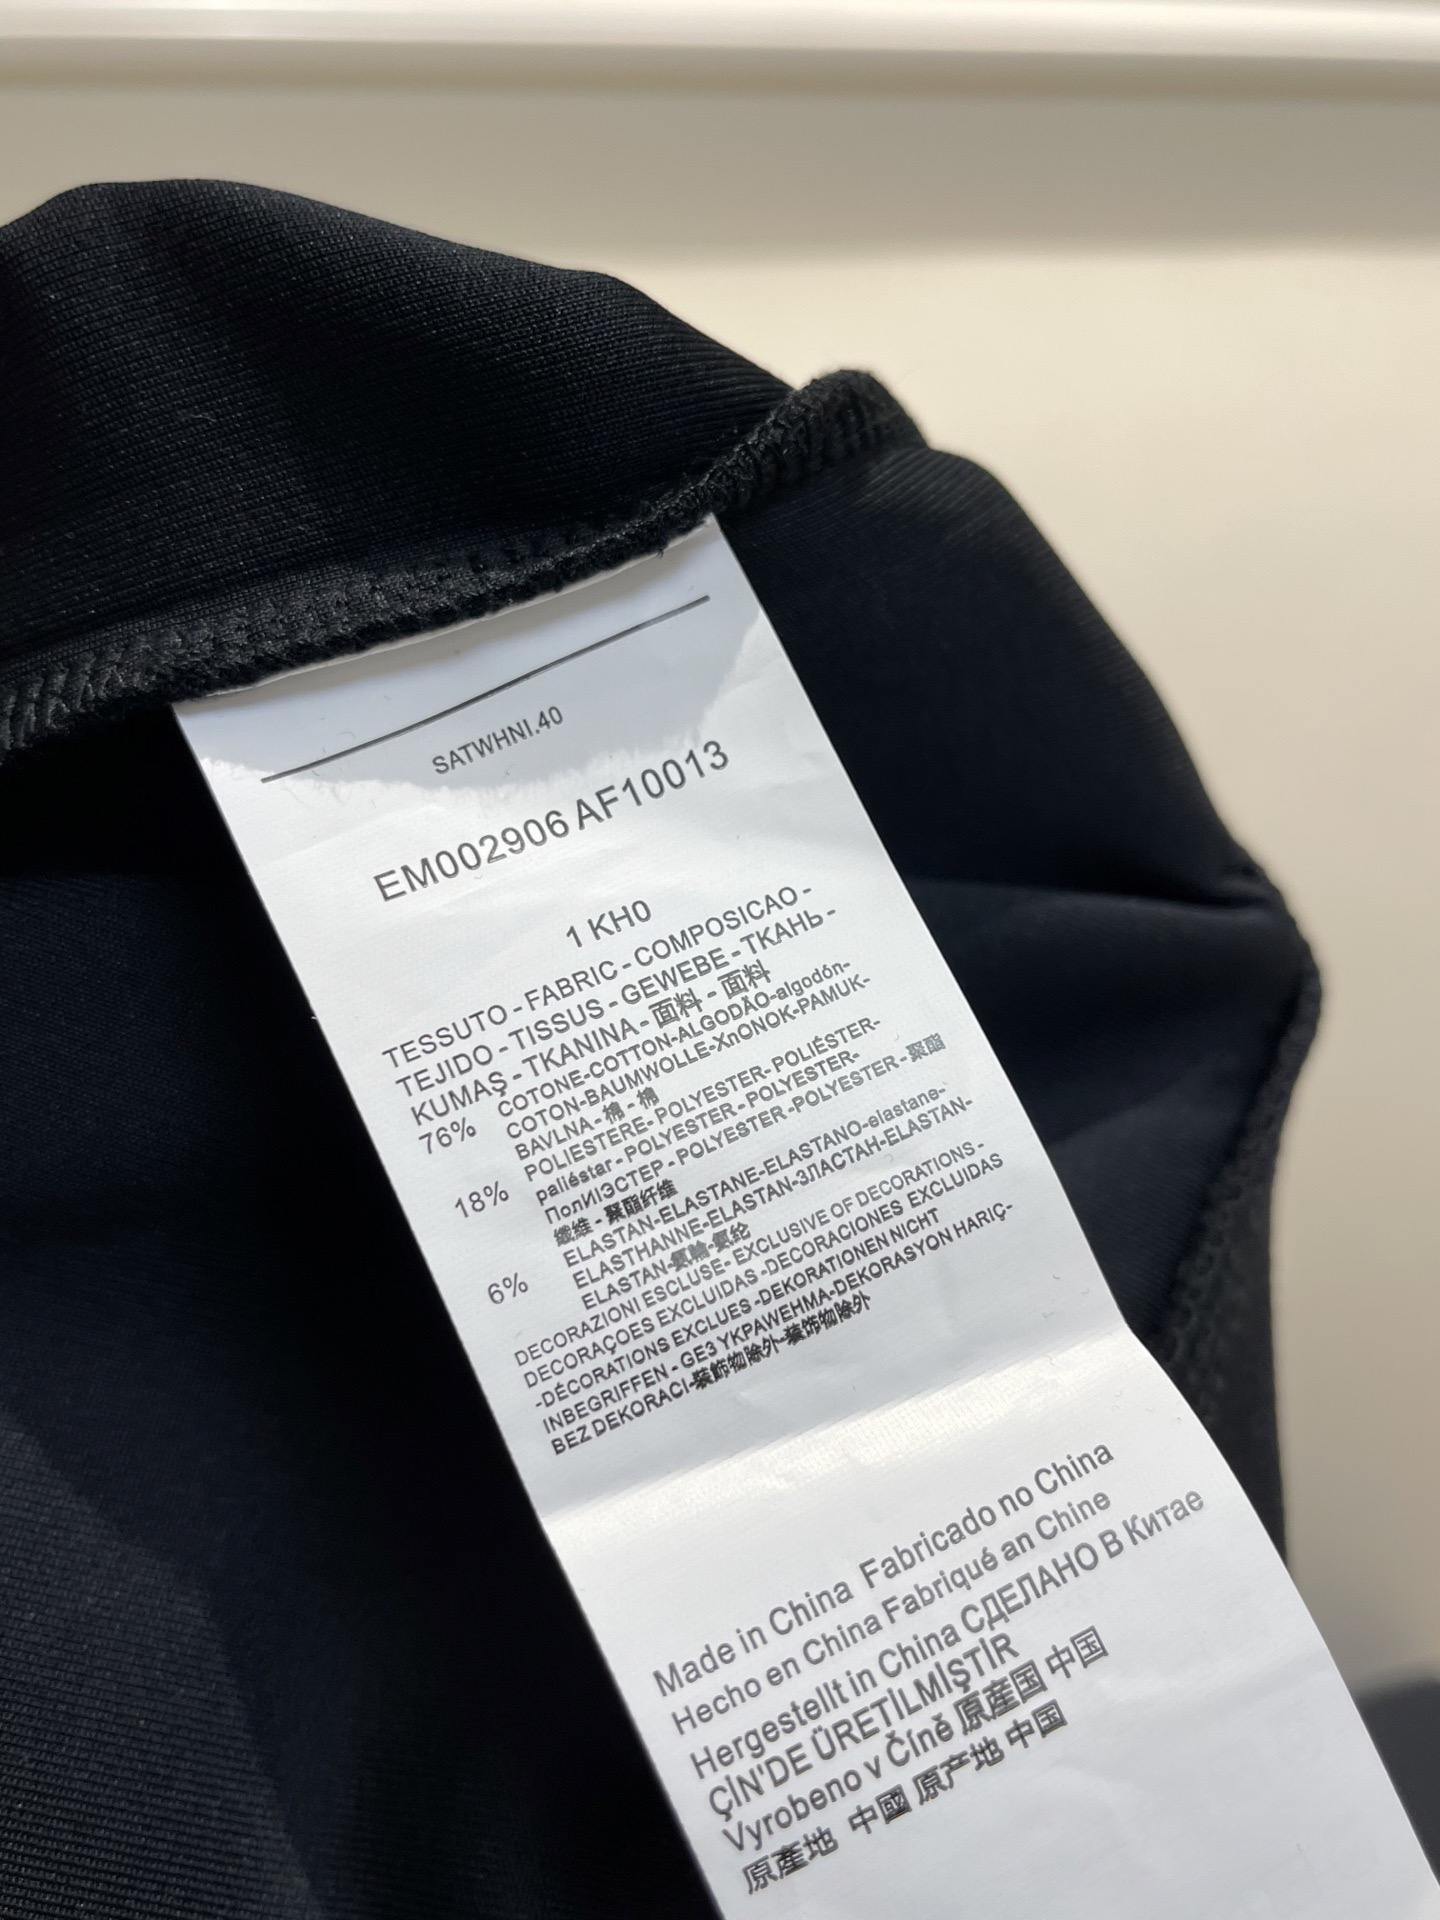 SATWHNI.40
EM002906 AF10013
1 KH0
TESSUTO - FABRIC - COMPOSICAO -
TEJIDO - TISSUS - GEWEBE - ТКАНЬ -
KUMAŞ - TKANINA - 面料 - 面料
76% COTONE-COTTON-ALGODÃO-algodón-
COTON-BAUMWOLLE-XnONOK-PAMUK-
BAVLNA - 棉 - 棉
18% POLIESTERE- POLYESTER- POLIÉSTER-
paliéstar - POLYESTER - POLYESTER-
ПолИЭСТЕР - POLYESTER -POLYESTER - 聚酯
纖維 - 聚酯纤维
6% ELASTAN-ELASTANE-ELASTANO-elastane-
ELASTHANNE-ELASTAN-ЗЛАСТАН-ELASTAN-
ELASTAN-氨綸-氨纶
DECORAZIONI ESCLUSE- EXCLUSIVE OF DECORATIONS -
DECORAÇOES EXCLUIDAS -DECORACIONES EXCLUIDAS
-DÉCORATIONS EXCLUES -DEKORATIONEN NICHT
INBEGRIFFEN - GE3 YKPAWEHMA-DEKORASYON HARIÇ-
BEZ DEKORACI-装飾物除外-装饰物除外
Made in China Fabricado no China
Hecho en China Fabriqué an Chine
Hergestellt in China СДЕЛАНО В Китае
ÇİN'DE ÜRETİLMİŞTİR
Vyrobeno v Číně 原産国 中国
原產地 中國 原产地 中国